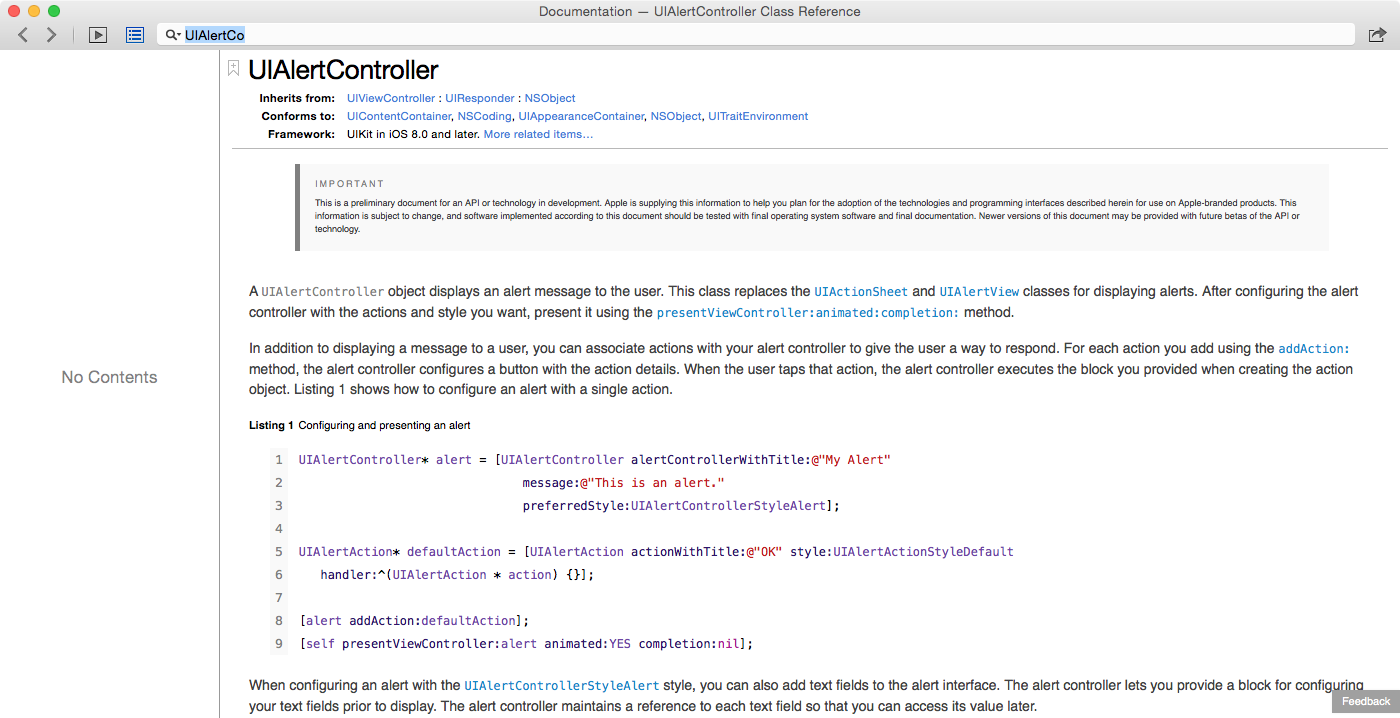 Documentation — UIAlertController Class Reference
UIAlertCo
UIAlertController
Inherits from: UIViewController : UIResponder : NSObject
Conforms to: UIContentContainer, NSCoding, UIAppearanceContainer, NSObject, UITraitEnvironment
Framework: UIKit in iOS 8.0 and later. More related items…
IMPORTANT
This is a preliminary document for an API or technology in development. Apple is supplying this information to help you plan for the adoption of the technologies and programming interfaces described herein for use on Apple-branded products. This
information is subject to change, and software implemented according to this document should be tested with final operating system software and final documentation. Newer versions of this document may be provided with future betas of the API or
technology.
A UIAlertController object displays an alert message to the user. This class replaces the UIActionSheet and UIAlertView classes for displaying alerts. After configuring the alert
controller with the actions and style you want, present it using the presentViewController:animated:completion: method.
In addition to displaying a message to a user, you can associate actions with your alert controller to give the user a way to respond. For each action you add using the addAction:
method, the alert controller configures a button with the action details. When the user taps that action, the alert controller executes the block you provided when creating the action
object. Listing 1 shows how to configure an alert with a single action.
No Contents
Listing 1 Configuring and presenting an alert
1 UIAlertController* alert = [UIAlertController alertControllerWithTitle:@"My Alert"
2 message:@"This is an alert."
3 preferredStyle:UIAlertControllerStyleAlert];
4
5 UIAlertAction* defaultAction = [UIAlertAction actionWithTitle:@"OK" style:UIAlertActionStyleDefault
6 handler:^(UIAlertAction * action) {}];
7
8 [alert addAction:defaultAction];
9 [self presentViewController:alert animated:YES completion:nil];
When configuring an alert with the UIAlertControllerStyleAlert style, you can also add text fields to the alert interface. The alert controller lets you provide a block for configuring
your text fields prior to display. The alert controller maintains a reference to each text field so that you can access its value later.
Feedback